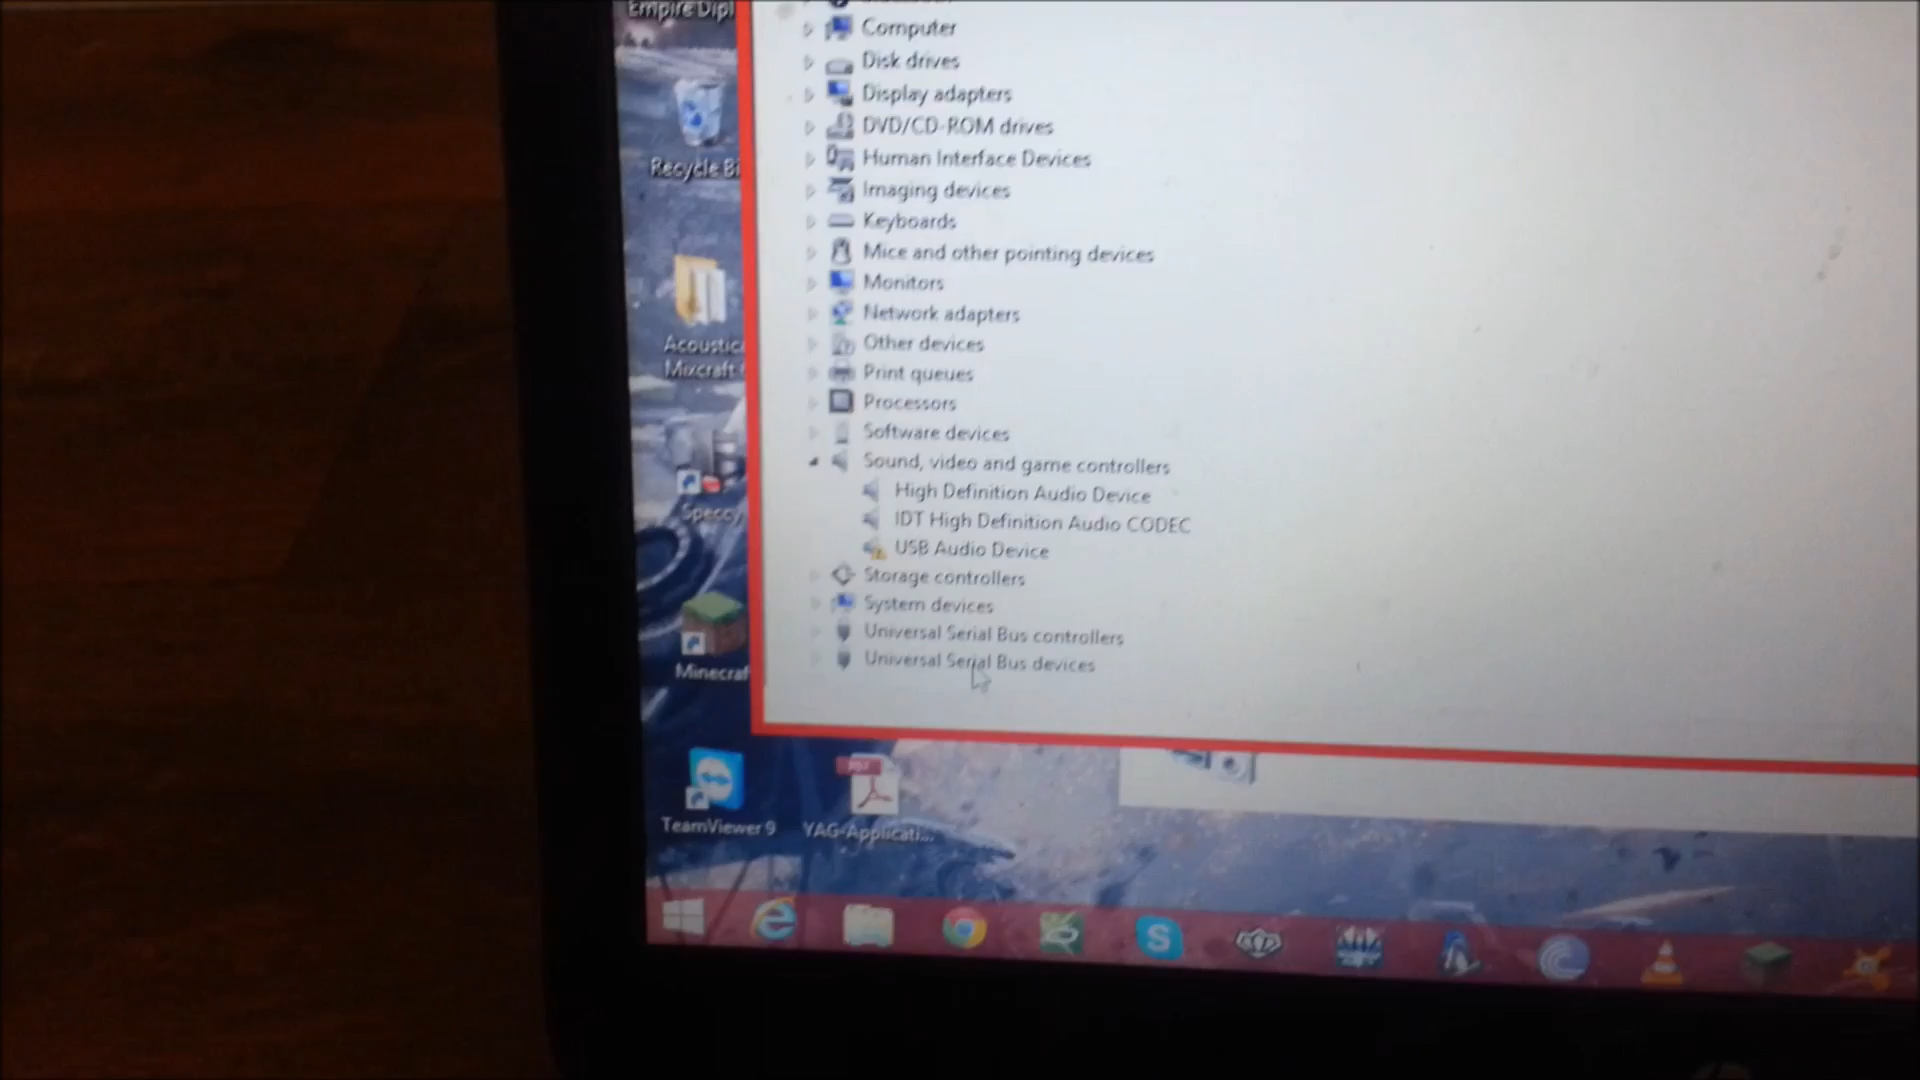 Empire Dipl
Computer
Disk drives
Display adapters
DVD/CD-ROM drives
Human Interface Devices
Imaging devices
Keyboards
Mice and other pointing devices
Monitors
Network adapters
Other devices
Print queues
Processors
Software devices
Sound, video and game controllers
High Definition Audio Device
IDT High Definition Audio CODEC
USB Audio Device
Storage controllers
System devices
Universal Serial Bus controllers
Universal Serial Bus devices
Recycle Bi
Acoustic
Mixcraft
Speccy
Minecraf
TeamViewer 9
YAG-Applicati...